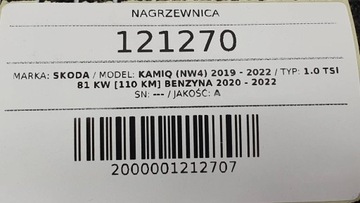 NAGRZEWNICA
121270
MARKA: SKODA / MODEL: KAMIQ (NW4) 2019 - 2022 / TYP: 1.0 TSI
81 KW [110 KM] BENZYNA 2020 - 2022
SN: --- / JAKOŚĆ: A
2000001212707